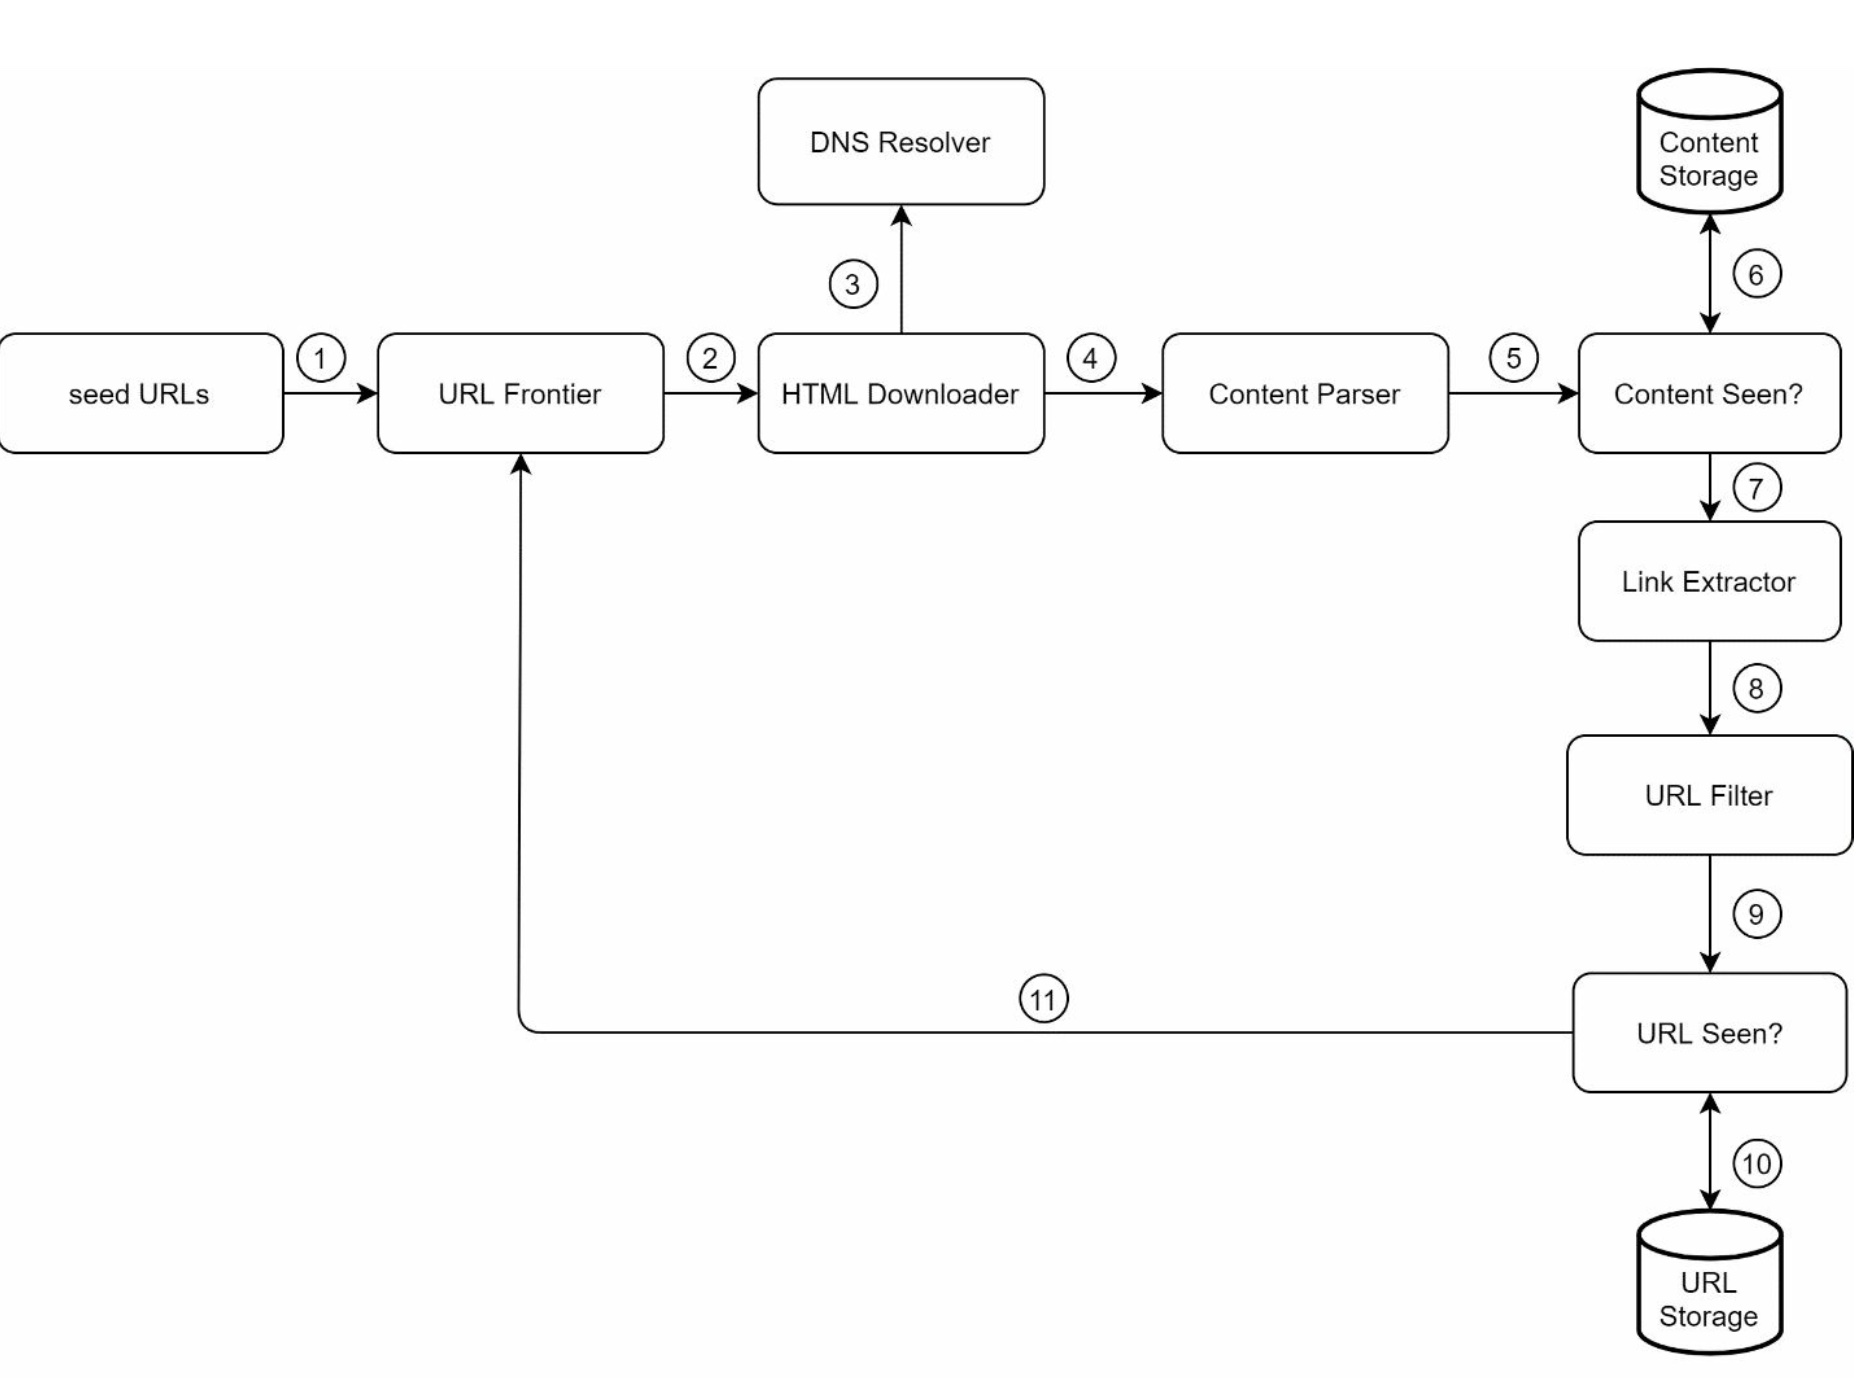 DNS Resolver
Content
Storage
3
6
seed URLs
1
URL Frontier
2
HTML Downloader
4
Content Parser
5
Content Seen?
7
Link Extractor
8
URL Filter
9
11
URL Seen?
10
URL
Storage